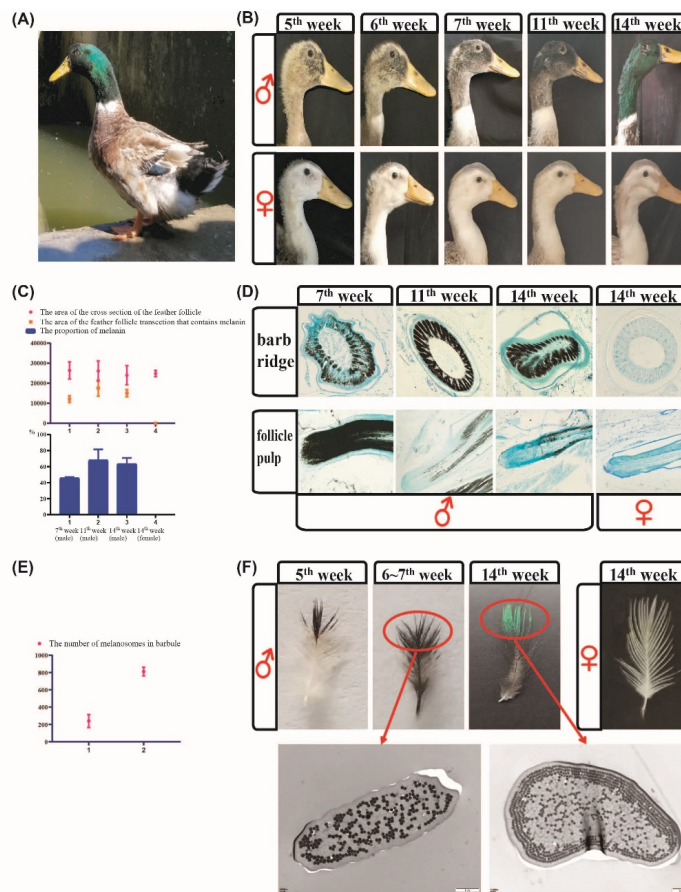 (A)
(B)
5th week
6th week
7th week
11th week
14th week
♂
♀
(C)
The area of the cross section of the feather follicle
The area of the feather follicle transection that contains melanin
The proportion of melanin
40000
30000
20000
10000
0
1 2 3 4
%
100
80
60
40
20
0
1 2 3 4
7th week 11th week 14th week 14th week
(male) (male) (male) (female)
(D)
7th week
11th week
14th week
14th week
barb
ridge
follicle
pulp
♂
♀
(E)
The number of melanosomes in barbule
1000
800
600
400
200
0
1 2
(F)
5th week
6~7th week
14th week
14th week
♂
♀